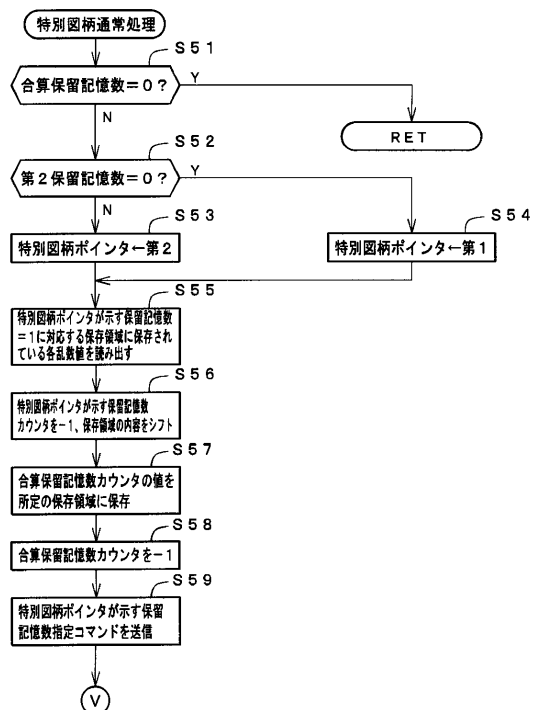 特別図柄通常処理
S51
合算保留記憶数=0?
Y
N
RET
S52
第2保留記憶数=0?
Y
N
S53
S54
特別図柄ポインタ←第2
特別図柄ポインタ←第1
S55
特別図柄ポインタが示す保留記憶数
=1に対応する保存領域に保存され
ている各乱数値を読み出す
S56
特別図柄ポインタが示す保留記憶数
カウンタを-1、保存領域の内容をシフト
S57
合算保留記憶数カウンタの値を
所定の保存領域に保存
S58
合算保留記憶数カウンタを-1
S59
特別図柄ポインタが示す保留
記憶数指定コマンドを送信
V